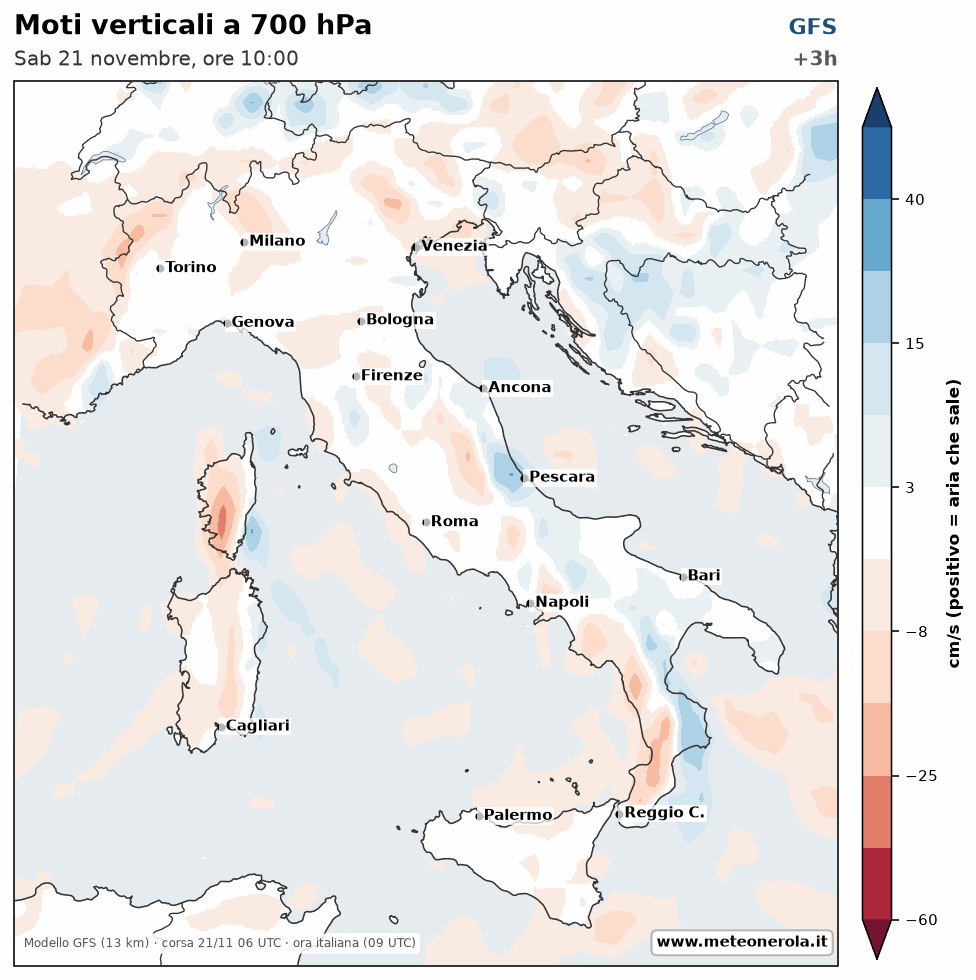 Moti verticali a 700 hPa
GFS
Sab 21 novembre, ore 10:00
+3h
Milano
Venezia
Torino
Genova
Bologna
Firenze
Ancona
Pescara
Roma
Bari
Napoli
Cagliari
Palermo
Reggio C.
40
15
3
−8
−25
−60
cm/s (positivo = aria che sale)
Modello GFS (13 km) · corsa 21/11 06 UTC · ora italiana (09 UTC)
www.meteonerola.it